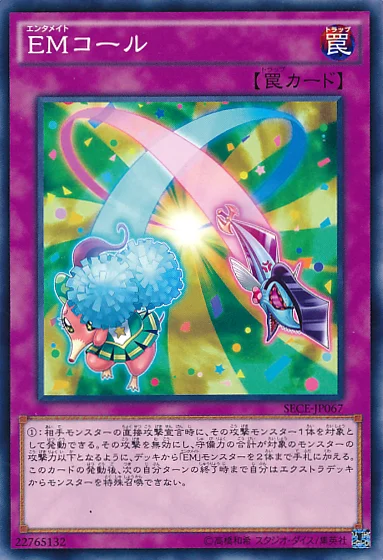 エンタメイト
EMコール
トラップ
罠
トラップ
【罠カード】
SECE-JP067
①：相手モンスターの直接攻撃宣言時に、その攻撃モンスター1体を対象と
して発動できる。その攻撃を無効にし、守備力の合計が対象のモンスターの
攻撃力以下となるように、デッキから「EM」モンスターを2体まで手札に加える。
このカードの発動後、次の自分ターンの終了時まで自分はエクストラデッキ
からモンスターを特殊召喚できない。
22765132
©高橋和希 スタジオ・ダイス/集英社